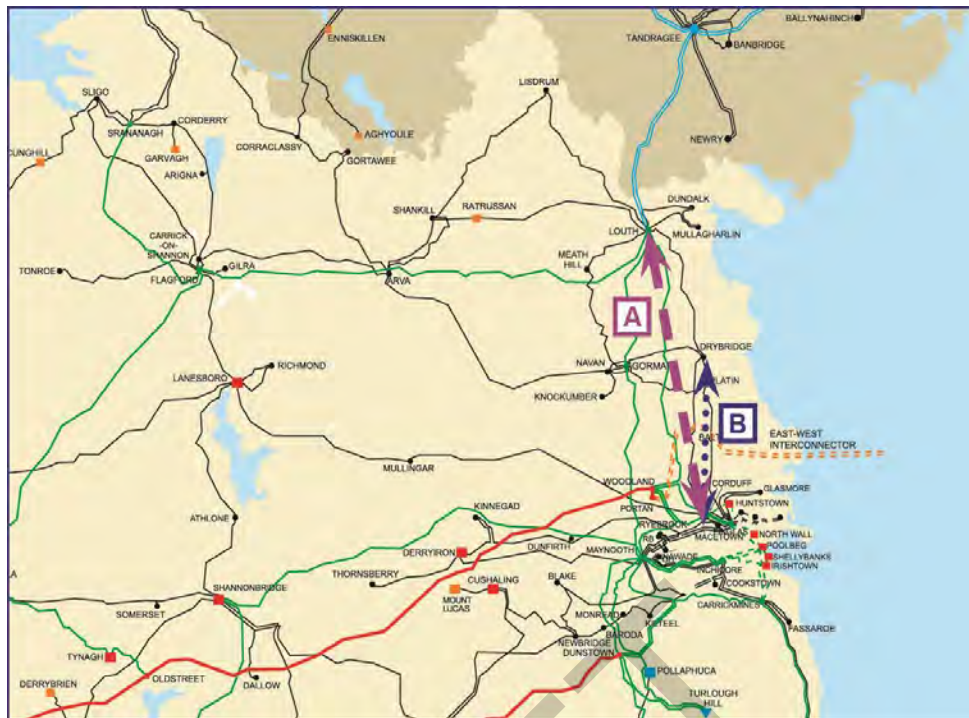 BALLYNAHINCH
ENNISKILLEN
TANDRAGEE
BANBRIDGE
LISDRUM
SLIGO
SRANANAGH
CORDERRY
NEWRY
CUNGHILL
GARVAGH
CORRACLASSY
AGHYOULE
GORTAWEE
ARIGNA
DUNDALK
SHANKILL
RATRUSSAN
LOUTH
MULLAGHARLIN
CARRICK-
ON-
SHANNON
TONROE
FLAGFORD
GILRA
ARVA
MEATH
HILL
A
DRYBRIDGE
NAVAN
GORMAN
RICHMOND
LANESBORO
PLATIN
KNOCKUMBER
B
EAST-WEST
INTERCONNECTOR
MULLINGAR
WOODLAND
CORDUFF
GLASMORE
HUNTSTOWN
KINNEGAD
PORTAN
ATHLONE
RYEBROOK
MACETOWN
NORTH WALL
DERRYIRON
DUNFIRTH
MAYNOOTH
POOLBEG
SHELLYBANKS
IRISHTOWN
INCHICORE
THORNSBERRY
CUSHALING
BLAKE
COOKSTOWN
SHANNONBRIDGE
MOUNT
LUCAS
CARRICKMINES
SOMERSET
MONREAD
KILTEEL
FASSAROE
NEWBRIDGE
BARODA
DUNSTOWN
TYNAGH
OLDSTREET
DALLOW
POLLAPHUCA
DERRYBRIEN
TURLOUGH
HILL